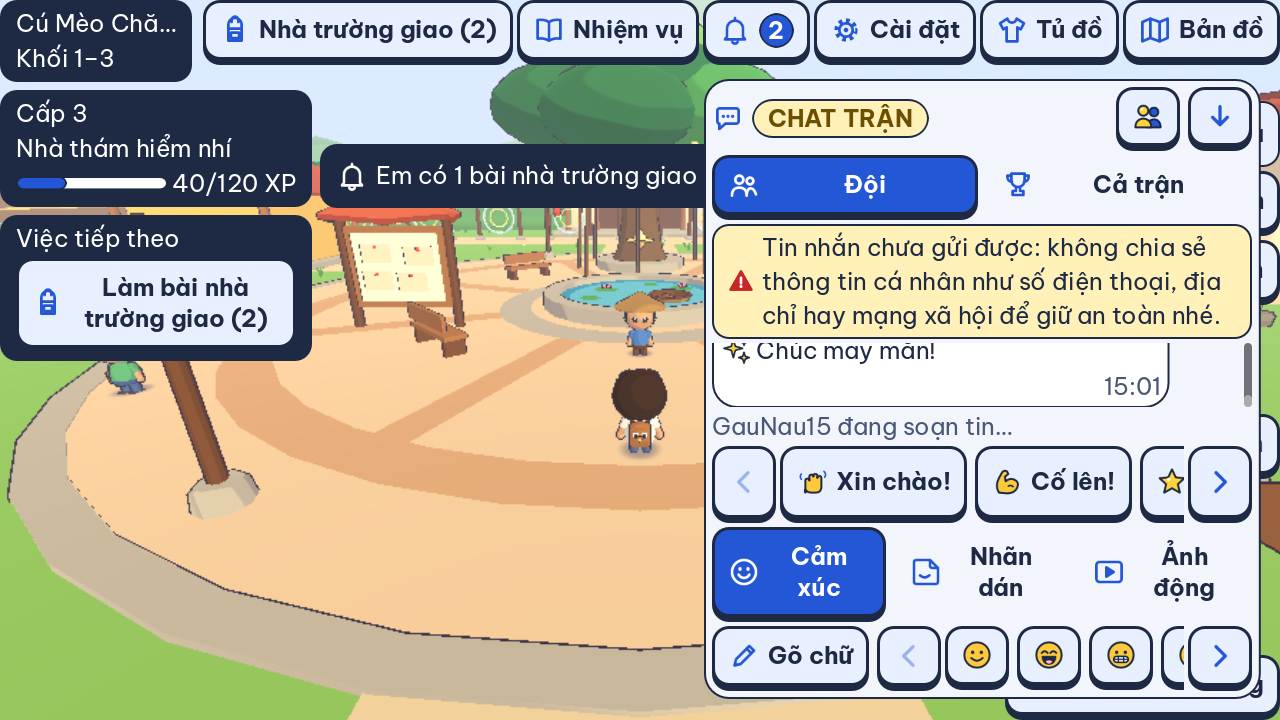 Cú Mèo Chă...
Khối 1–3
Nhà trường giao (2)
Nhiệm vụ
2
Cài đặt
Tủ đồ
Bản đồ
Cấp 3
Nhà thám hiểm nhí
40/120 XP
Em có 1 bài nhà trường giao
Việc tiếp theo
Làm bài nhà
trường giao (2)
CHAT TRẬN
Đội
Cả trận
Tin nhắn chưa gửi được: không chia sẻ
thông tin cá nhân như số điện thoại, địa
chỉ hay mạng xã hội để giữ an toàn nhé.
Chúc may mắn!
15:01
GauNau15 đang soạn tin...
Xin chào!
Cố lên!
Cảm
xúc
Nhãn
dán
Ảnh
động
Gõ chữ